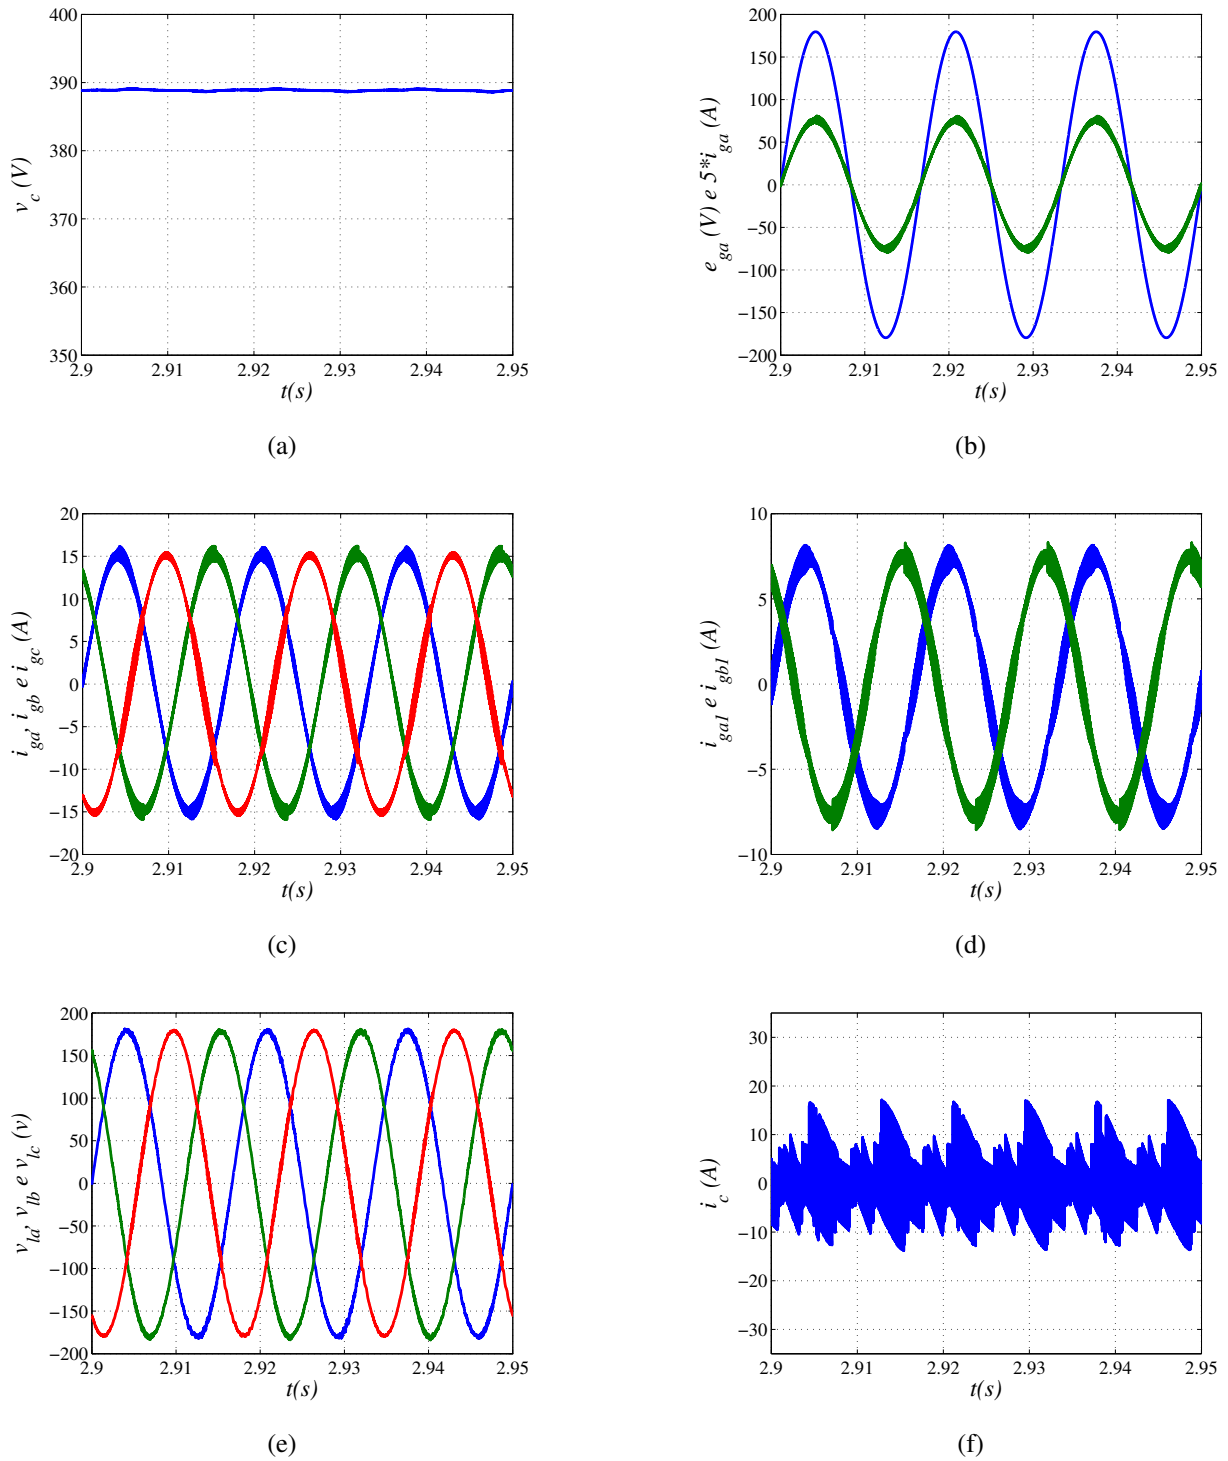 400
390
380
370
360
350
v_c (V)
2.9 2.91 2.92 2.93 2.94 2.95
t(s)
(a)
200
150
100
50
0
−50
−100
−150
−200
e_ga (V) e 5*i_ga (A)
2.9 2.91 2.92 2.93 2.94 2.95
t(s)
(b)
20
15
10
5
0
−5
−10
−15
−20
i_ga, i_gb e i_gc (A)
2.9 2.91 2.92 2.93 2.94 2.95
t(s)
(c)
10
5
0
−5
−10
i_ga1 e i_gb1 (A)
2.9 2.91 2.92 2.93 2.94 2.95
t(s)
(d)
200
150
100
50
0
−50
−100
−150
−200
v_la, v_lb e v_lc (v)
2.9 2.91 2.92 2.93 2.94 2.95
t(s)
(e)
30
20
10
0
−10
−20
−30
i_c (A)
2.9 2.91 2.92 2.93 2.94 2.95
t(s)
(f)